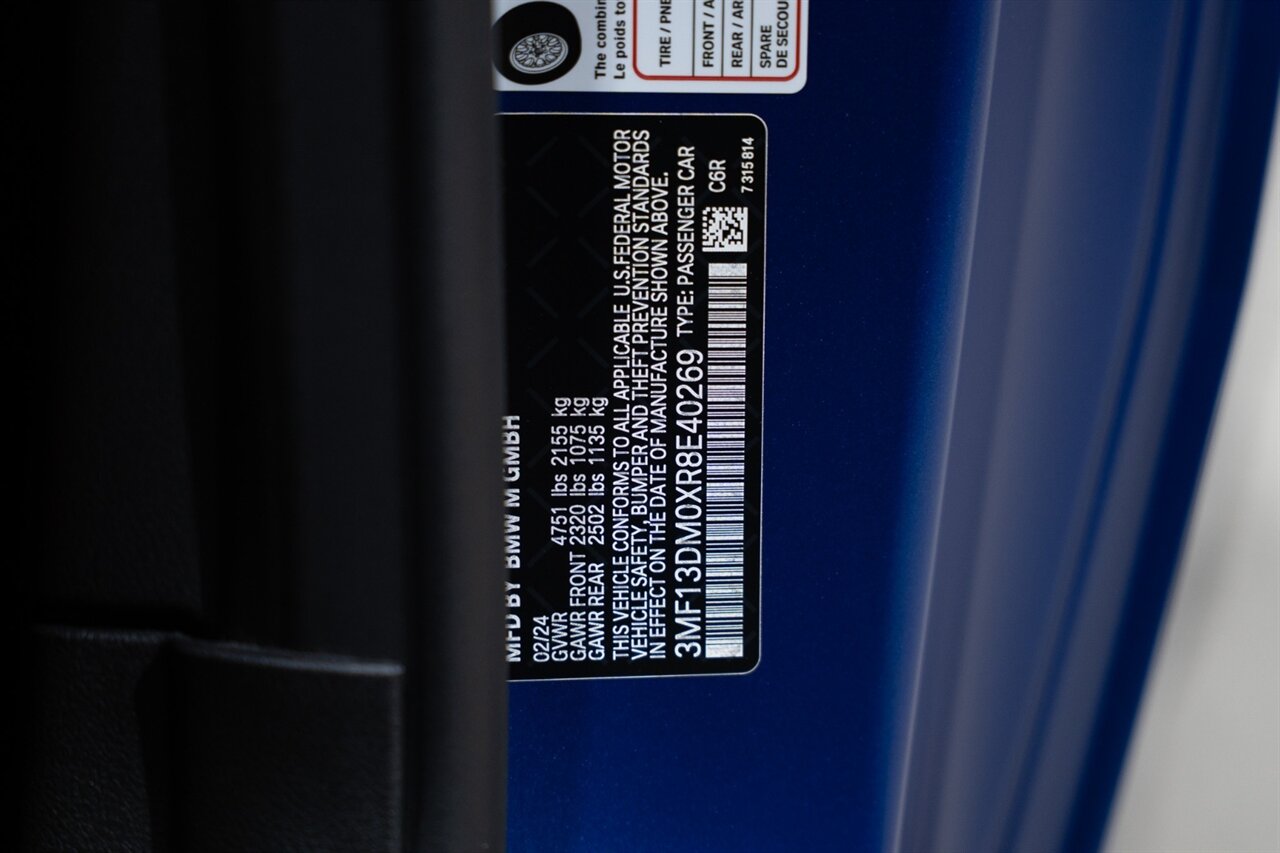 The combin
Le poids to
TIRE / PNE
FRONT / A
REAR / AR
SPARE
DE SECOU
MFD BY BMW M GMBH
02/24
GVWR 4751 lbs 2155 kg
GAWR FRONT 2320 lbs 1075 kg
GAWR REAR 2502 lbs 1135 kg
THIS VEHICLE CONFORMS TO ALL APPLICABLE U.S.FEDERAL MOTOR
VEHICLE SAFETY, BUMPER AND THEFT PREVENTION STANDARDS
IN EFFECT ON THE DATE OF MANUFACTURE SHOWN ABOVE.
3MF13DM0XR8E40269 TYPE: PASSENGER CAR
C6R
7 315 814